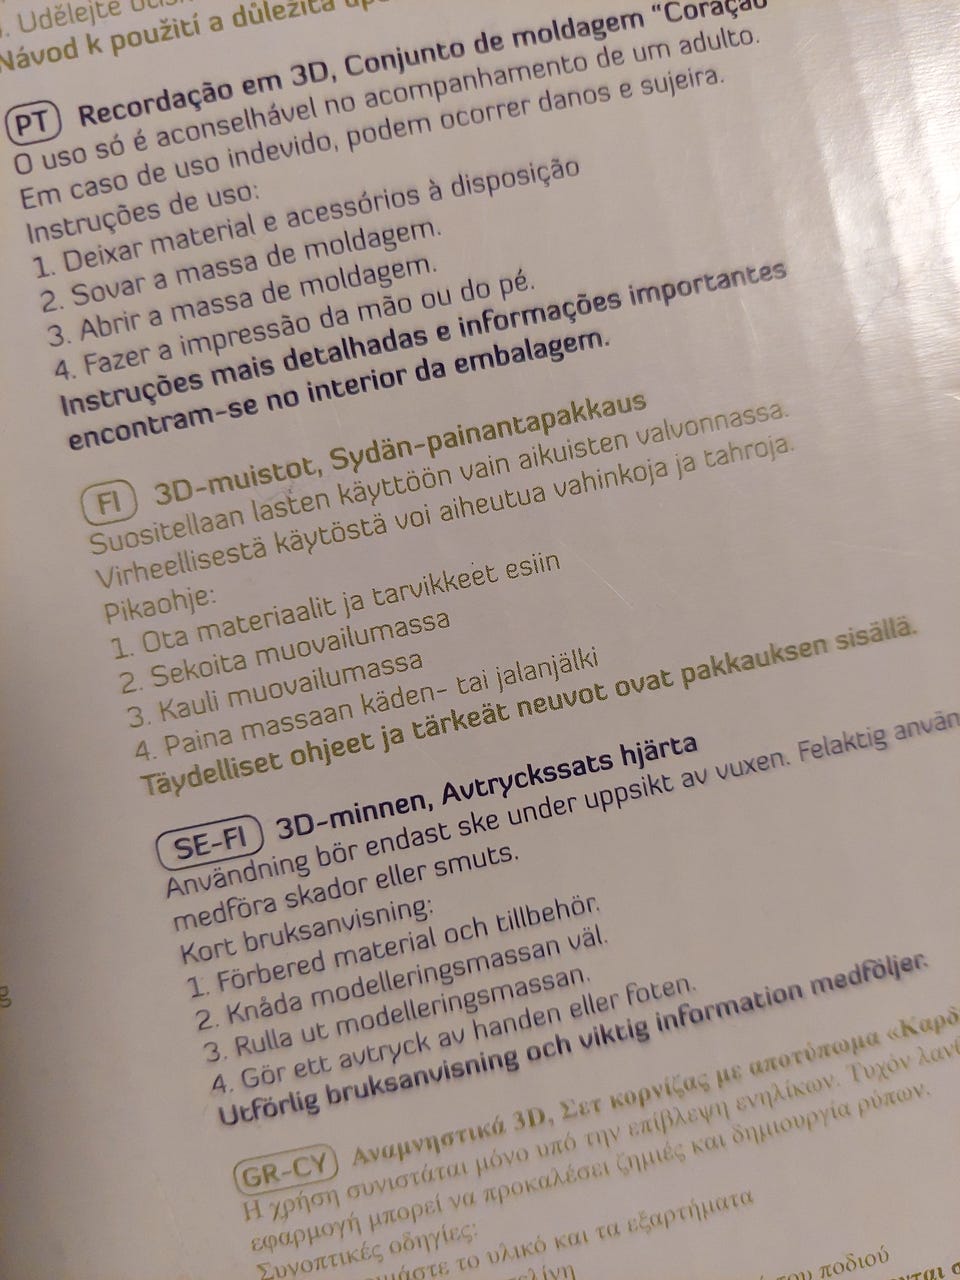 . Udělejte otisk
Návod k použití a důležitá
PT Recordação em 3D, Conjunto de moldagem “Coração
O uso só é aconselhável no acompanhamento de um adulto.
Em caso de uso indevido, podem ocorrer danos e sujeira.
Instruções de uso:
1. Deixar material e acessórios à disposição
2. Sovar a massa de moldagem.
3. Abrir a massa de moldagem.
4. Fazer a impressão da mão ou do pé.
Instruções mais detalhadas e informações importantes
encontram-se no interior da embalagem.
FI 3D-muistot, Sydän-painantapakkaus
Suositellaan lasten käyttöön vain aikuisten valvonnassa.
Virheellisestä käytöstä voi aiheutua vahinkoja ja tahroja.
Pikaohje:
1. Ota materiaalit ja tarvikkeet esiin
2. Sekoita muovailumassa
3. Kauli muovailumassa
4. Paina massaan käden- tai jalanjälki
Täydelliset ohjeet ja tärkeät neuvot ovat pakkauksen sisällä.
SE-FI 3D-minnen, Avtryckssats hjärta
Användning bör endast ske under uppsikt av vuxen. Felaktig använ
medföra skador eller smuts.
Kort bruksanvisning:
1. Förbered material och tillbehör.
2. Knåda modelleringsmassan väl.
3. Rulla ut modelleringsmassan.
4. Gör ett avtryck av handen eller foten.
Utförlig bruksanvisning och viktig information medföljer.
GR-CY Αναμνηστικά 3D, Σετ κορνίζας με αποτύπωμα «Καρδ
Η χρήση συνιστάται μόνο υπό την επίβλεψη ενηλίκων. Τυχόν λαν
εφαρμογή μπορεί να προκαλέσει ζημιές και δημιουργία ρύπων.
Συνοπτικές οδηγίες:
μάστε το υλικό και τα εξαρτήματα
ποδιού